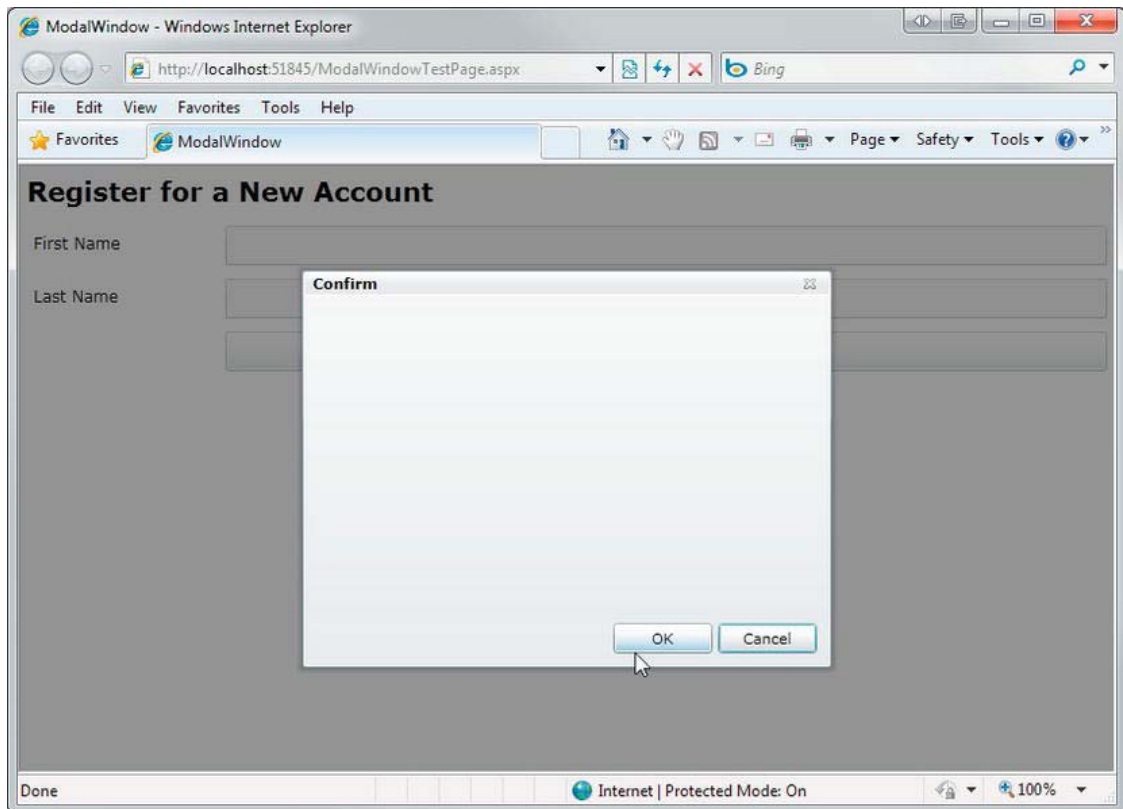 ModalWindow - Windows Internet Explorer
http://localhost:51845/ModalWindowTestPage.aspx
Bing
File Edit View Favorites Tools Help
Favorites ModalWindow Page Safety Tools
Register for a New Account
First Name
Last Name
Confirm
OK Cancel
Done Internet | Protected Mode: On 100%